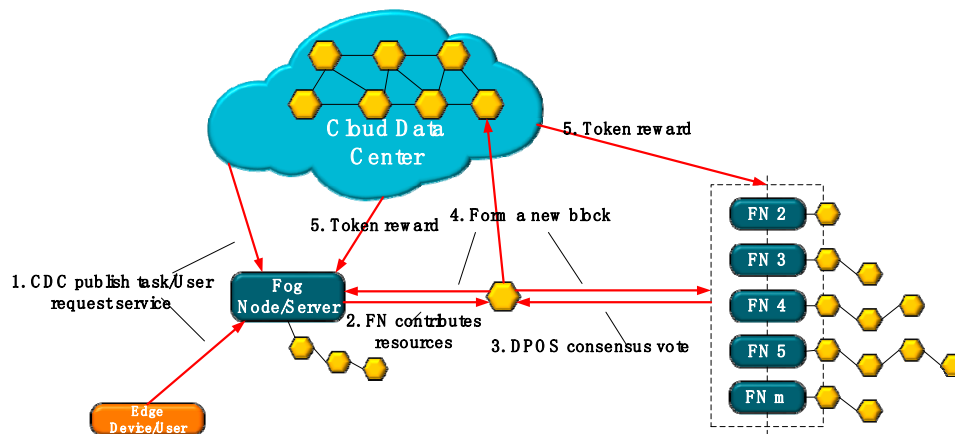 Cloud Data
Center
5. Token reward
5. Token reward
4. Form a new block
FN 2
FN 3
FN 4
FN 5
FN m
1. CDC publish task/User
request service
Fog
Node/Server
2. FN contributes
resources
3. DPOS consensus vote
Edge
Device/User